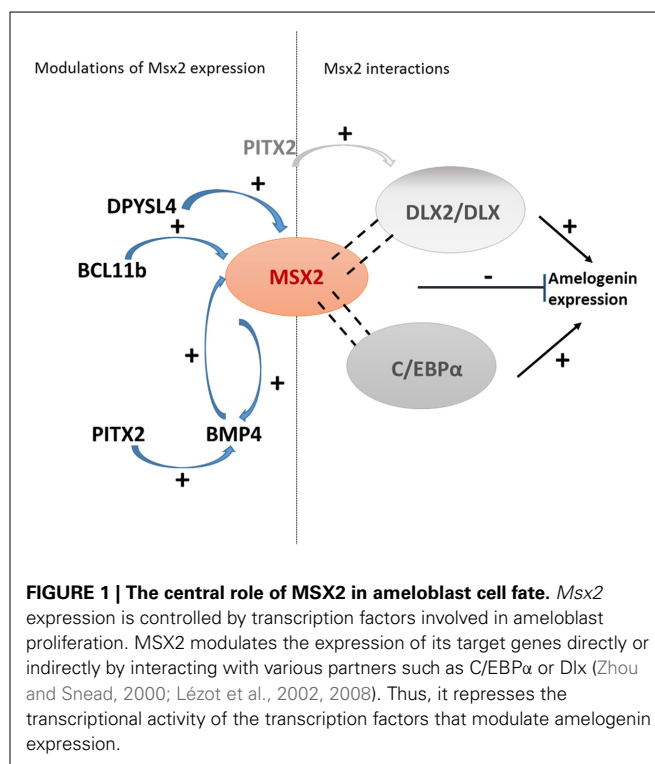 Modulations of Msx2 expression
Msx2 interactions
PITX2
+
+
DPYSL4
+
BCL11b
DLX2/DLX
+
MSX2
-
Amelogenin
expression
+
+
C/EBPα
+
PITX2
BMP4
+
FIGURE 1 | The central role of MSX2 in ameloblast cell fate. Msx2
expression is controlled by transcription factors involved in ameloblast
proliferation. MSX2 modulates the expression of its target genes directly or
indirectly by interacting with various partners such as C/EBPα or Dlx (Zhou
and Snead, 2000; Lézot et al., 2002, 2008). Thus, it represses the
transcriptional activity of the transcription factors that modulate amelogenin
expression.